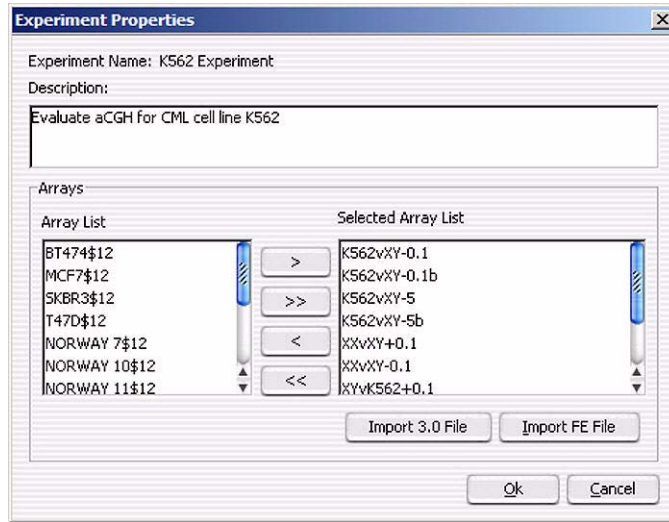 Experiment Properties
Experiment Name: K562 Experiment
Description:
Evaluate aCGH for CML cell line K562
Arrays
Array List
BT474$12
MCF7$12
SKBR3$12
T47D$12
NORWAY 7$12
NORWAY 10$12
NORWAY 11$12
>
>>
<
<<
Selected Array List
K562vXY-0.1
K562vXY-0.1b
K562vXY-5
K562vXY-5b
XXvXY+0.1
XXvXY-0.1
XYvK562+0.1
Import 3.0 File
Import FE File
Ok
Cancel